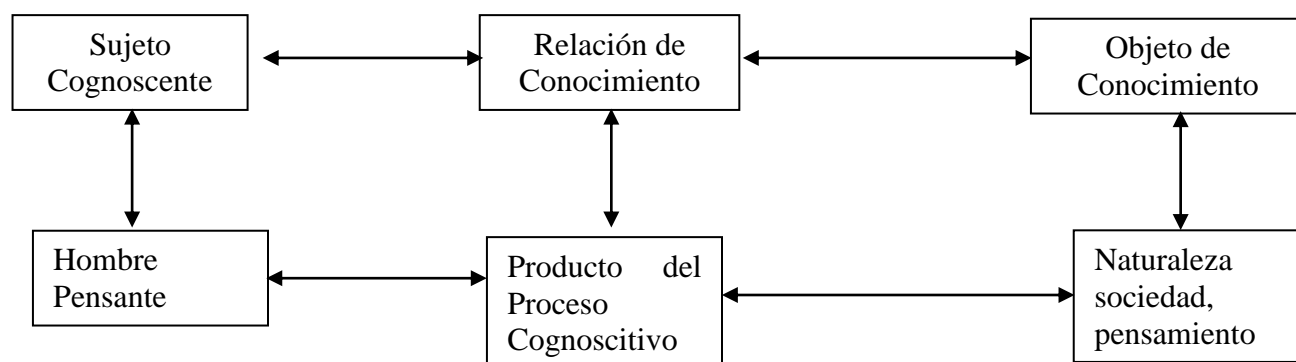 Sujeto
Cognoscente
Relación de
Conocimiento
Objeto de
Conocimiento
Hombre
Pensante
Producto del
Proceso
Cognoscitivo
Naturaleza
sociedad,
pensamiento